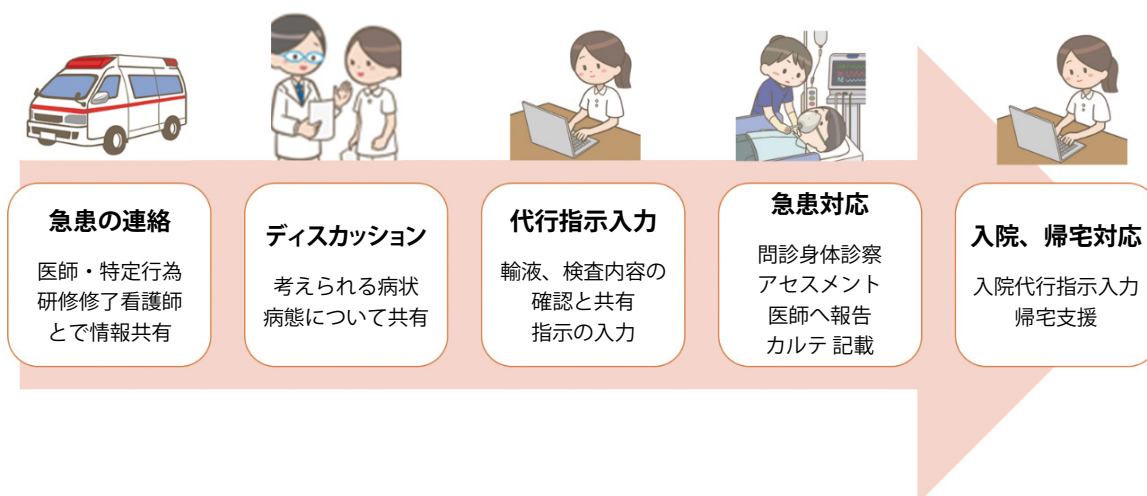 急患の連絡
医師・特定行為
研修修了看護師
とで情報共有
ディスカッション
考えられる病状
病態について共有
代行指示入力
輸液、検査内容の
確認と共有
指示の入力
急患対応
問診身体診察
アセスメント
医師へ報告
カルテ 記載
入院、帰宅対応
入院代行指示入力
帰宅支援